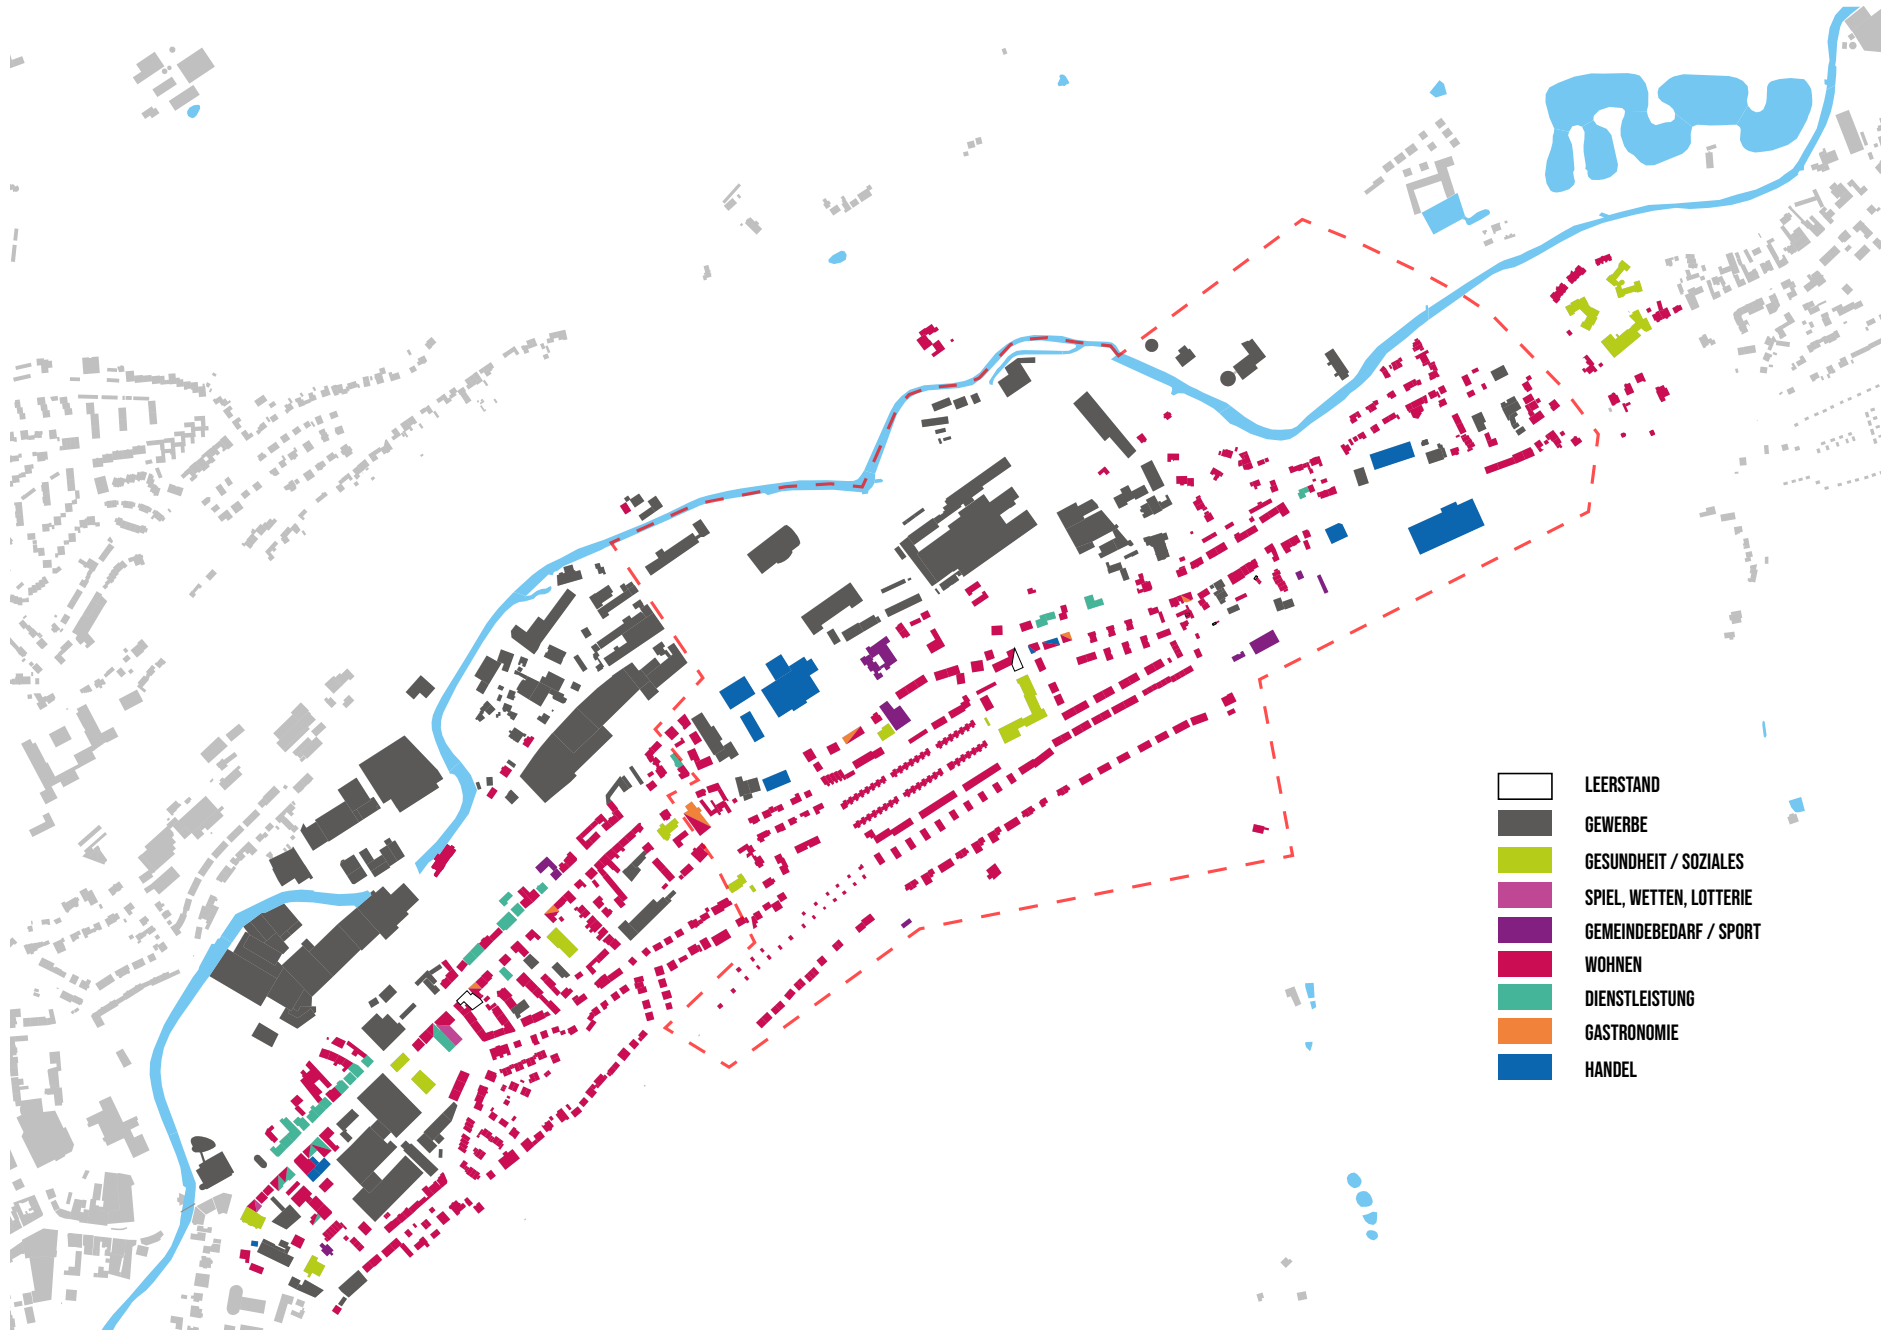 LEERSTAND
GEWERBE
GESUNDHEIT / SOZIALES
SPIEL, WETTEN, LOTTERIE
GEMEINDEBEDARF / SPORT
WOHNEN
DIENSTLEISTUNG
GASTRONOMIE
HANDEL